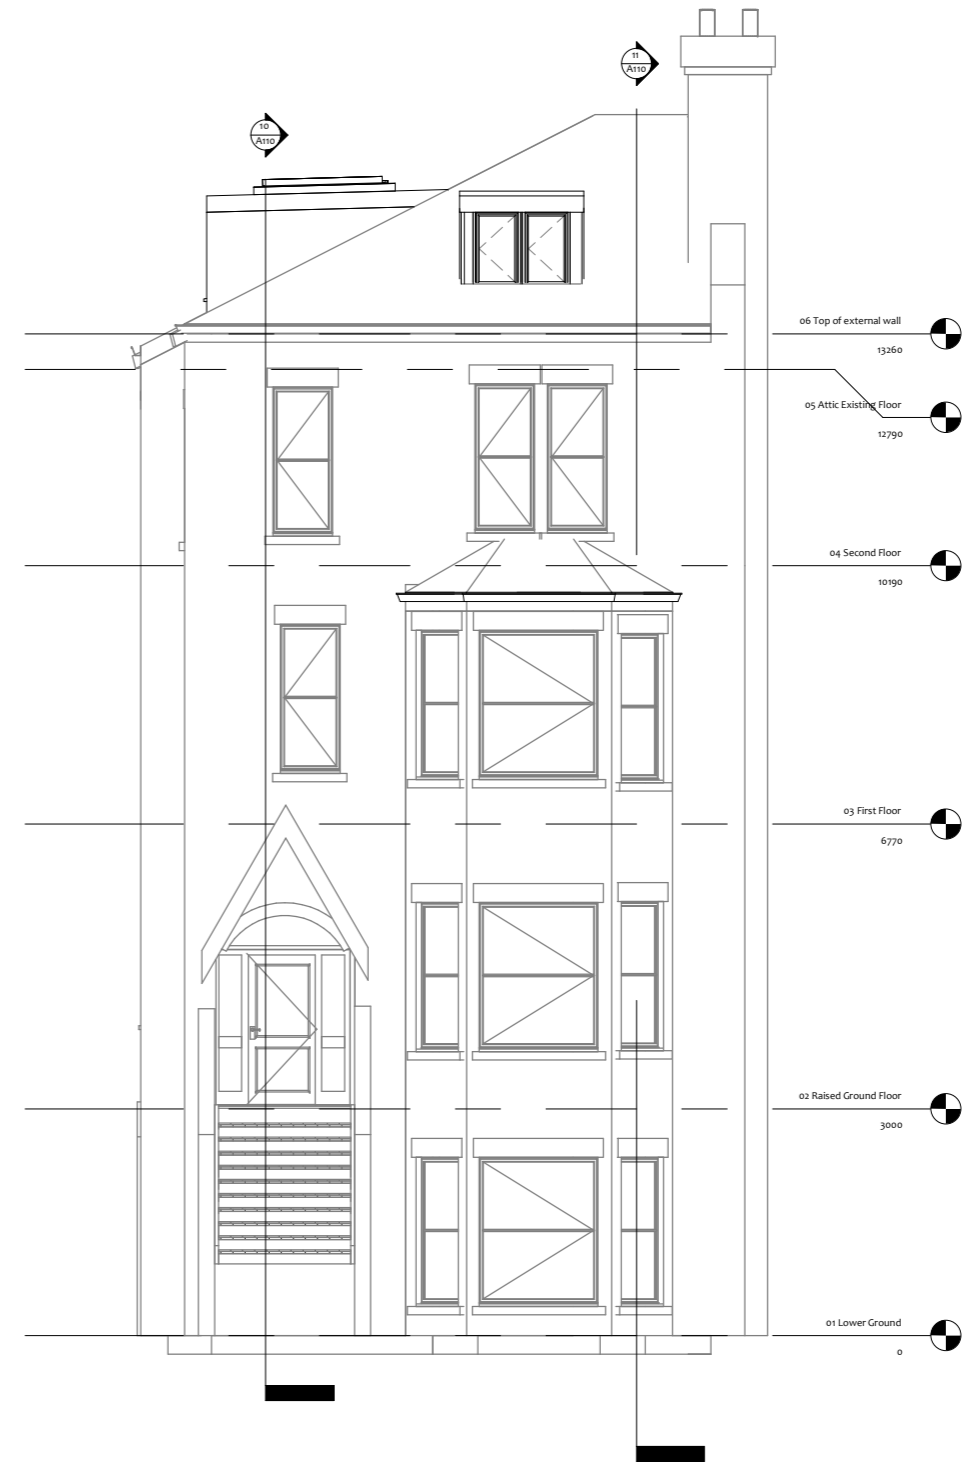 11
A110
10
A110
06 Top of external wall
13260
05 Attic Existing Floor
12790
04 Second Floor
10190
03 First Floor
6770
02 Raised Ground Floor
3000
01 Lower Ground
0